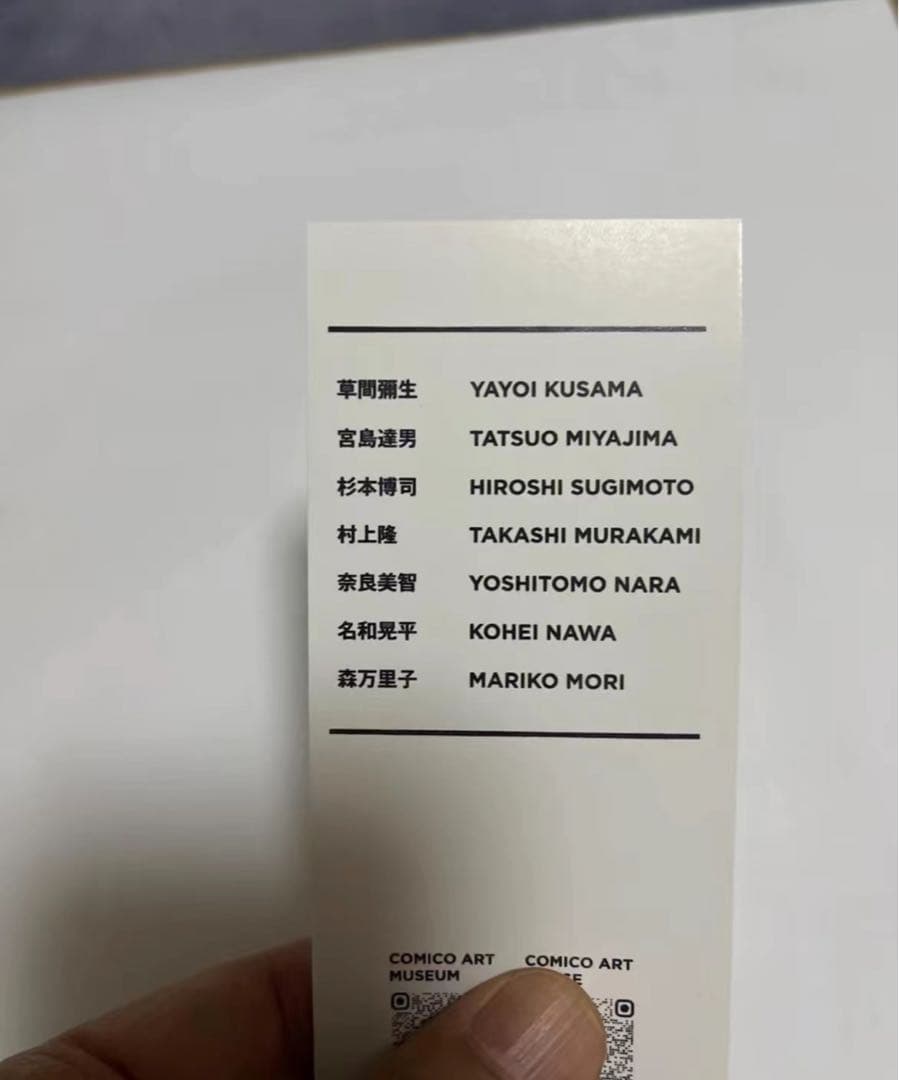 草間彌生 YAYOI KUSAMA
宮島達男 TATSUO MIYAJIMA
杉本博司 HIROSHI SUGIMOTO
村上隆 TAKASHI MURAKAMI
奈良美智 YOSHITOMO NARA
名和晃平 KOHEI NAWA
森万里子 MARIKO MORI
COMICO ART COMICO ART
MUSEUM